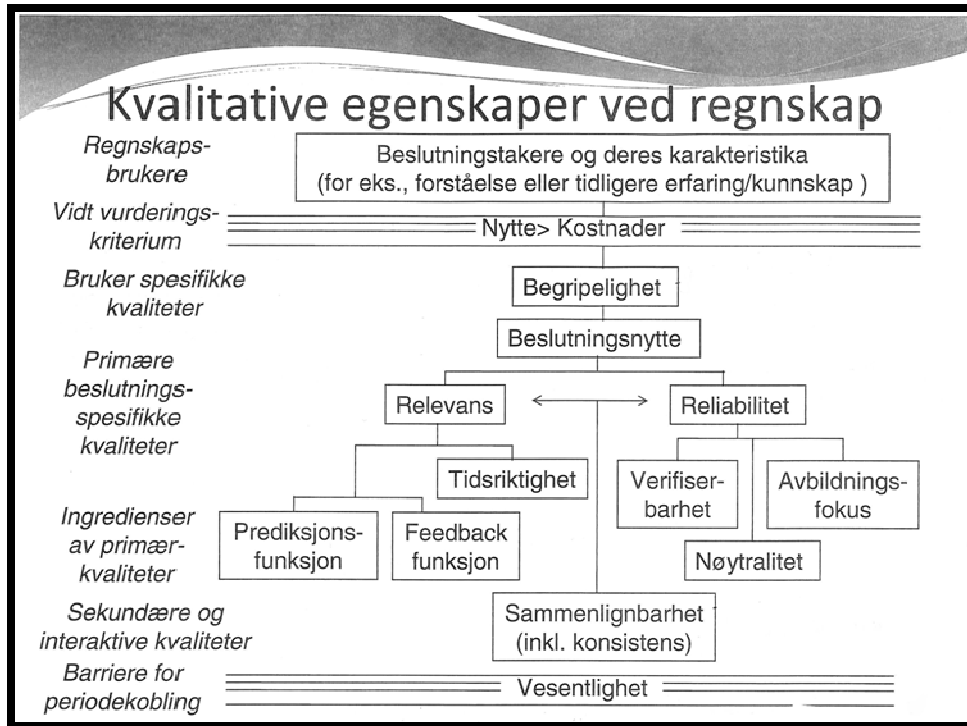 Kvalitative egenskaper ved regnskap
Regnskaps-
brukere
Beslutningstakere og deres karakteristika
(for eks., forståelse eller tidligere erfaring/kunnskap )
Vidt vurderings-
kriterium
Nytte> Kostnader
Bruker spesifikke
kvaliteter
Begripelighet
Beslutningsnytte
Primære
beslutnings-
spesifikke
kvaliteter
Relevans
Reliabilitet
Tidsriktighet
Verifiser-
barhet
Avbildnings-
fokus
Ingredienser
av primær-
kvaliteter
Prediksjons-
funksjon
Feedback
funksjon
Nøytralitet
Sekundære og
interaktive kvaliteter
Sammenlignbarhet
(inkl. konsistens)
Barriere for
periodekobling
Vesentlighet